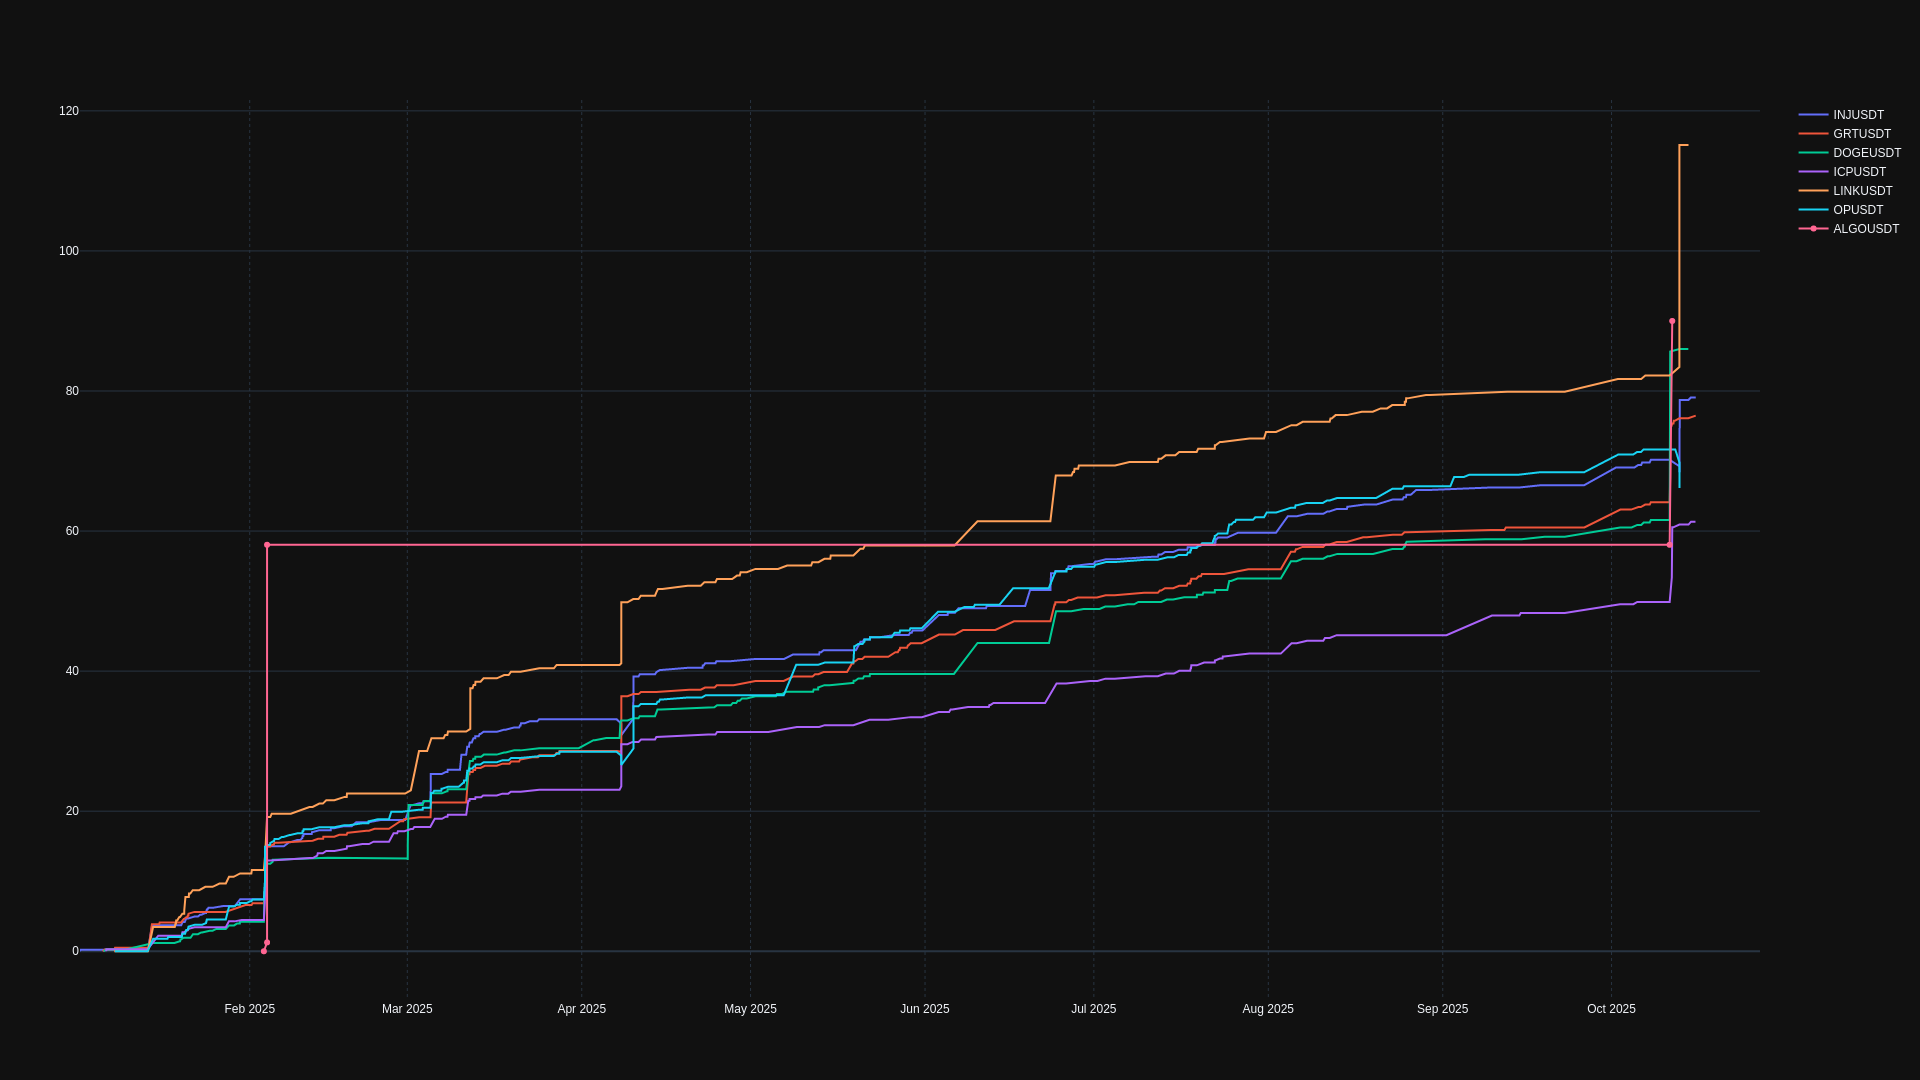 120
100
80
60
40
20
0
Feb 2025
Mar 2025
Apr 2025
May 2025
Jun 2025
Jul 2025
Aug 2025
Sep 2025
Oct 2025
INJUSDT
GRTUSDT
DOGEUSDT
ICPUSDT
LINKUSDT
OPUSDT
ALGOUSDT